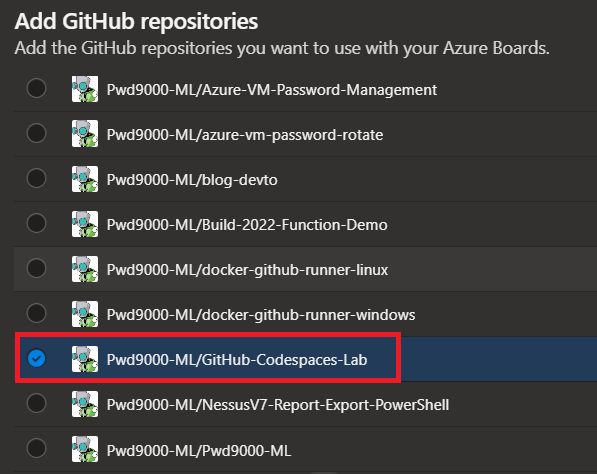 Add GitHub repositories
Add the GitHub repositories you want to use with your Azure Boards.
Pwd9000-ML/Azure-VM-Password-Management
Pwd9000-ML/azure-vm-password-rotate
Pwd9000-ML/blog-devto
Pwd9000-ML/Build-2022-Function-Demo
Pwd9000-ML/docker-github-runner-linux
Pwd9000-ML/docker-github-runner-windows
Pwd9000-ML/GitHub-Codespaces-Lab
Pwd9000-ML/NessusV7-Report-Export-PowerShell
Pwd9000-ML/Pwd9000-ML